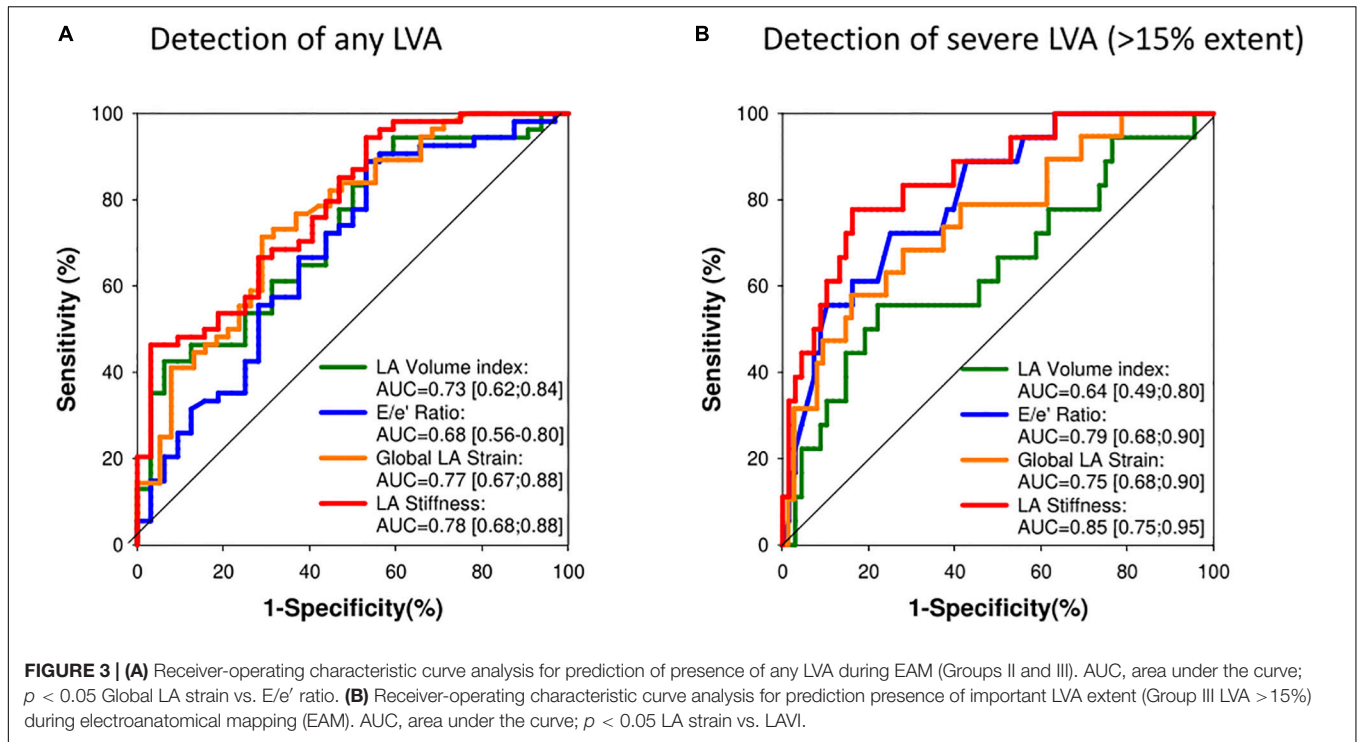 A Detection of any LVA
100
80
60
40
20
0
Sensitivity (%)
LA Volume index:
AUC=0.73 [0.62;0.84]
E/e' Ratio:
AUC=0.68 [0.56-0.80]
Global LA Strain:
AUC=0.77 [0.67;0.88]
LA Stiffness:
AUC=0.78 [0.68;0.88]
0 20 40 60 80 100
1-Specificity(%)
B Detection of severe LVA (>15% extent)
100
80
60
40
20
0
Sensitivity (%)
LA Volume index:
AUC=0.64 [0.49;0.80]
E/e' Ratio:
AUC=0.79 [0.68;0.90]
Global LA Strain:
AUC=0.75 [0.68;0.90]
LA Stiffness:
AUC=0.85 [0.75;0.95]
0 20 40 60 80 100
1-Specificity(%)
FIGURE 3 | (A) Receiver-operating characteristic curve analysis for prediction of presence of any LVA during EAM (Groups II and III). AUC, area under the curve;
p < 0.05 Global LA strain vs. E/e′ ratio. (B) Receiver-operating characteristic curve analysis for prediction presence of important LVA extent (Group III LVA >15%)
during electroanatomical mapping (EAM). AUC, area under the curve; p < 0.05 LA strain vs. LAVI.